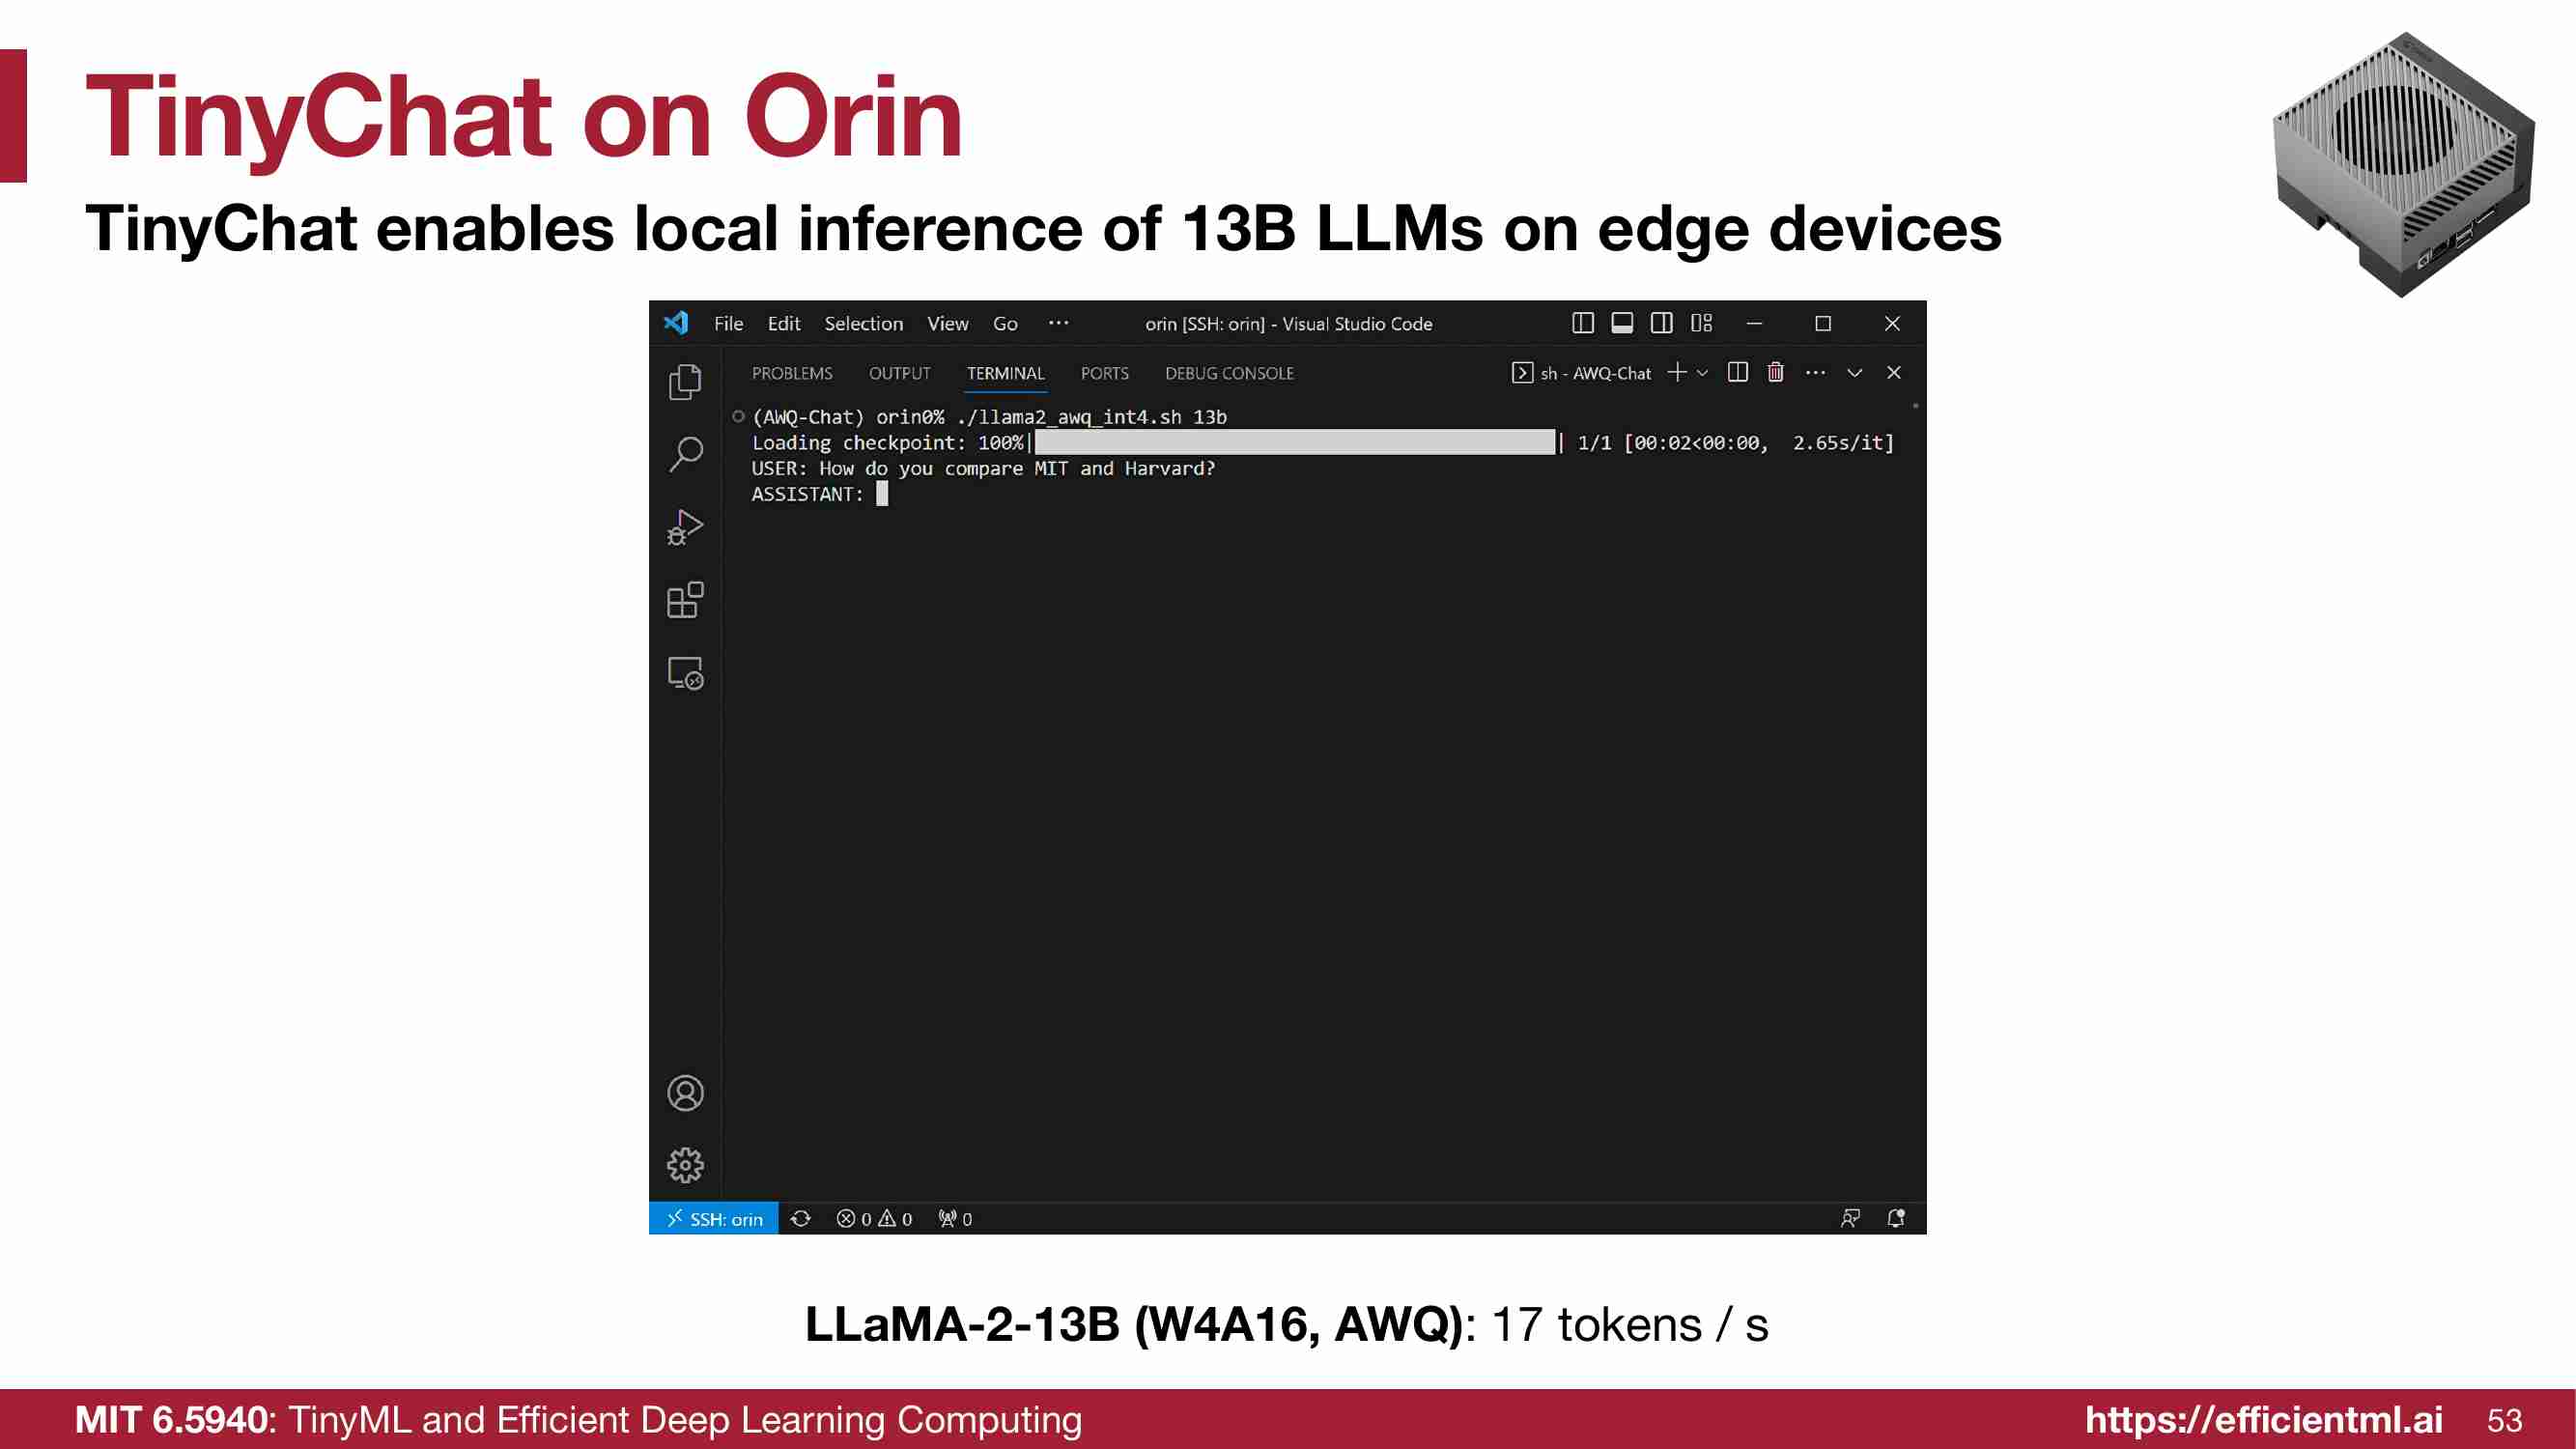 TinyChat on Orin
TinyChat enables local inference of 13B LLMs on edge devices
File Edit Selection View Go ··· orin [SSH: orin] - Visual Studio Code
PROBLEMS OUTPUT TERMINAL PORTS DEBUG CONSOLE sh - AWQ-Chat
(AWQ-Chat) orin0% ./llama2_awq_int4.sh 13b
Loading checkpoint: 100%| | 1/1 [00:02<00:00, 2.65s/it]
USER: How do you compare MIT and Harvard?
ASSISTANT:
SSH: orin 0 0 0
LLaMA-2-13B (W4A16, AWQ): 17 tokens / s
MIT 6.5940: TinyML and Efficient Deep Learning Computing https://efficientml.ai 53